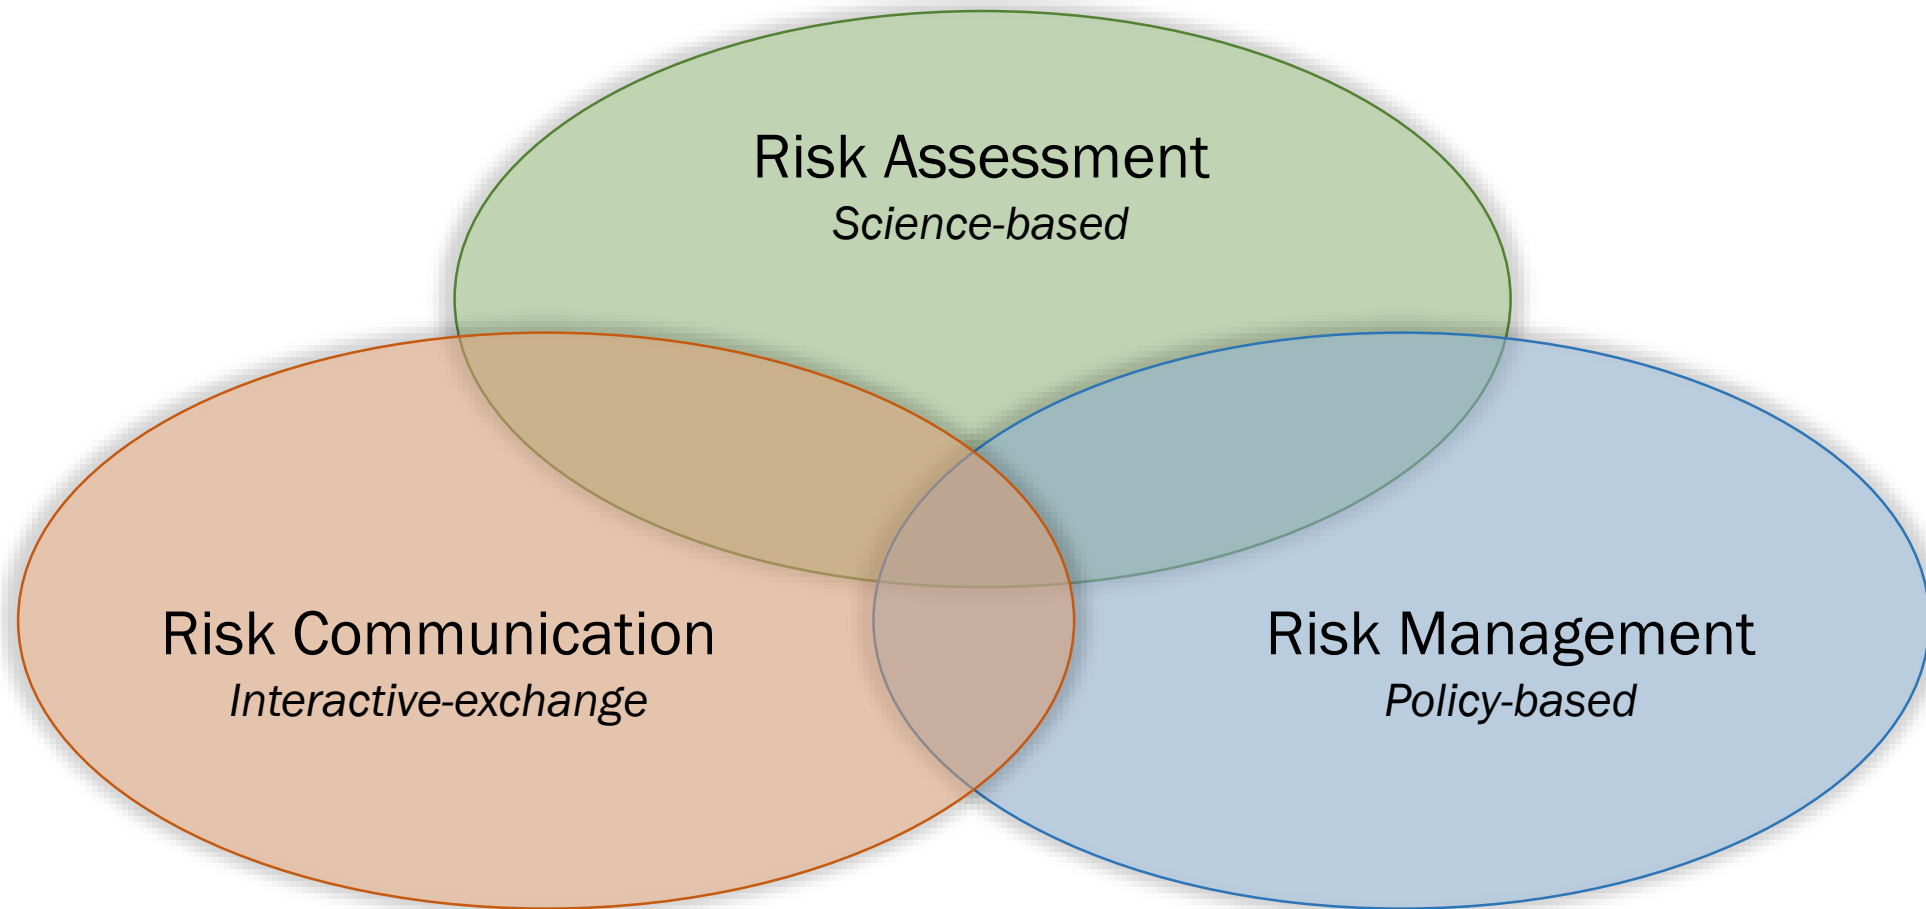 Risk Assessment
Science-based
Risk Communication
Interactive-exchange
Risk Management
Policy-based